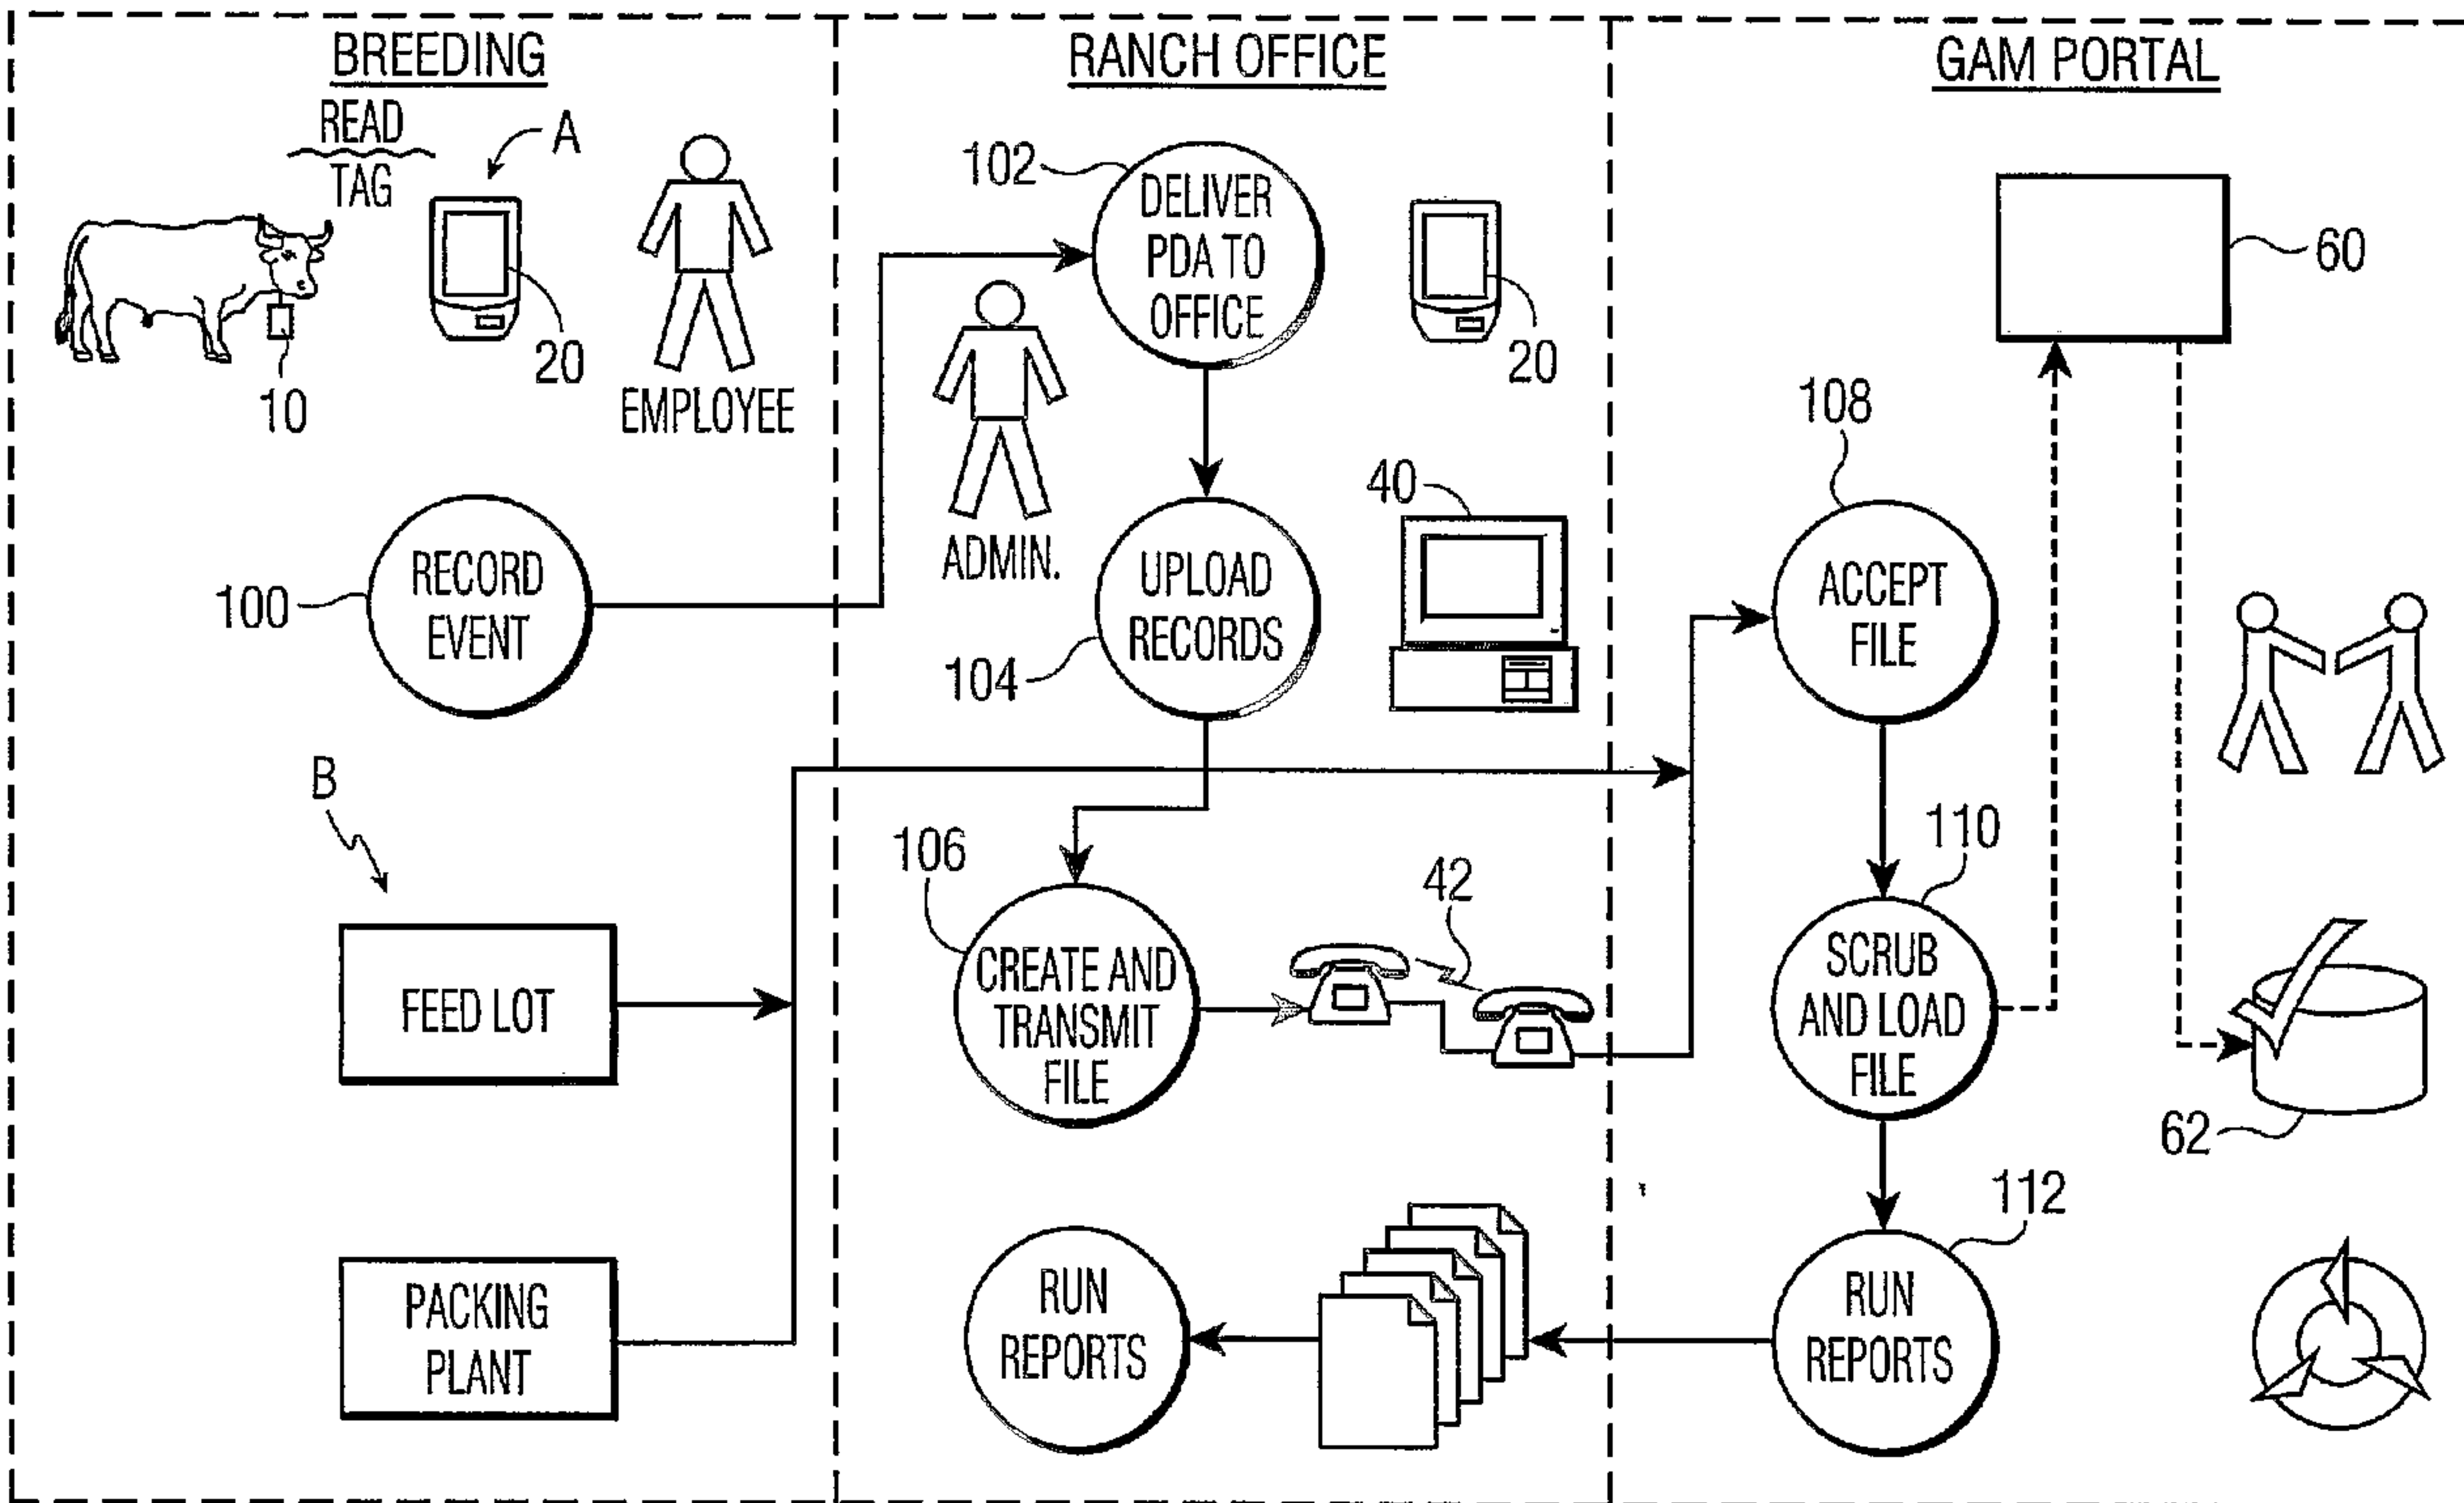 BREEDING
READ
TAG
A
10
20
EMPLOYEE
100
RECORD
EVENT
B
FEED LOT
PACKING
PLANT
RANCH OFFICE
102
DELIVER
PDA TO
OFFICE
20
ADMIN.
40
UPLOAD
RECORDS
104
106
CREATE AND
TRANSMIT
FILE
42
RUN
REPORTS
GAM PORTAL
60
108
ACCEPT
FILE
110
SCRUB
AND LOAD
FILE
62
112
RUN
REPORTS